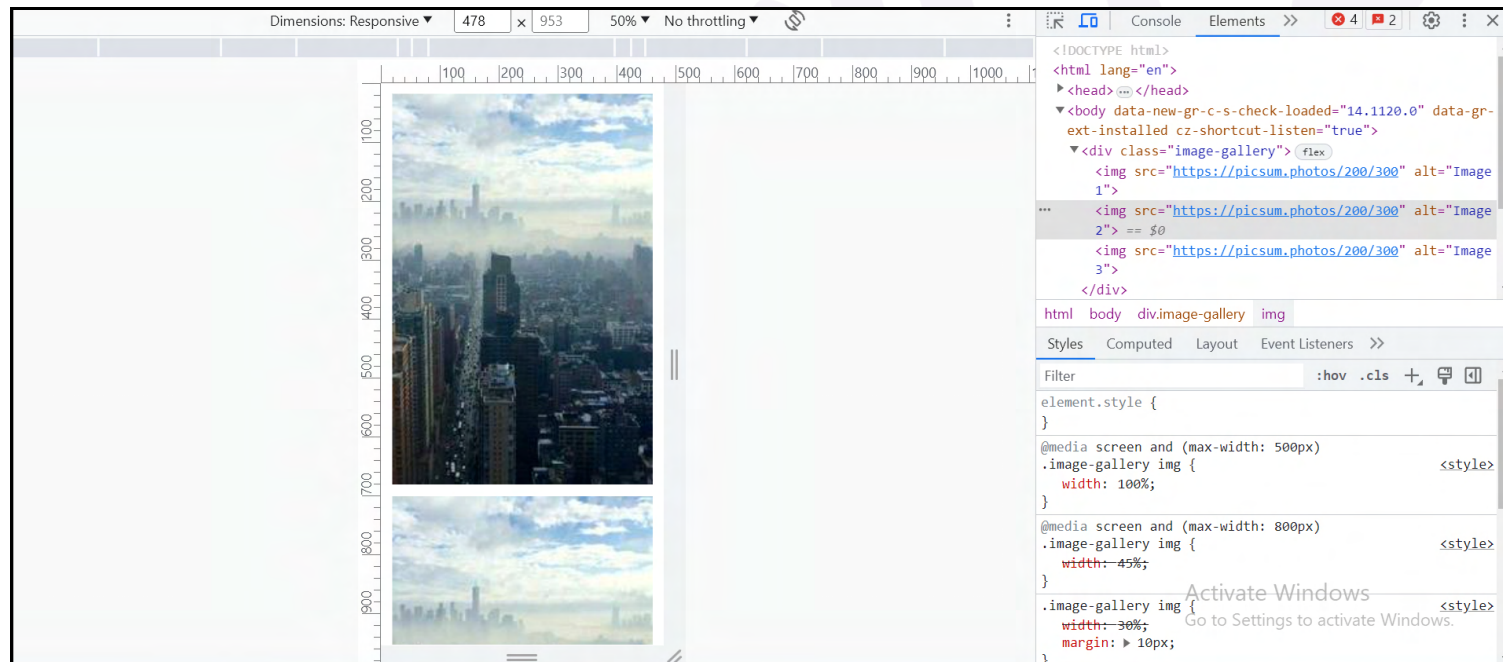 Dimensions: Responsive ▼ 478 × 953 50% ▼ No throttling ▼
Console Elements 4 2
100 200 300 400 500 600 700 800 900 1000 1
100
200
300
400
500
600
700
800
900
<!DOCTYPE html>
<html lang="en">
<head> ⋯ </head>
<body data-new-gr-c-s-check-loaded="14.1120.0" data-gr-
ext-installed cz-shortcut-listen="true">
<div class="image-gallery"> flex
<img src="https://picsum.photos/200/300" alt="Image
1">
<img src="https://picsum.photos/200/300" alt="Image
2"> == $0
<img src="https://picsum.photos/200/300" alt="Image
3">
</div>
html body div.image-gallery img
Styles Computed Layout Event Listeners
Filter :hov .cls
element.style {
}
@media screen and (max-width: 500px)
.image-gallery img { <style>
width: 100%;
}
@media screen and (max-width: 800px)
.image-gallery img { <style>
width: 45%;
}
.image-gallery img { <style>
width: 30%;
margin: ▶ 10px;
}
Activate Windows
Go to Settings to activate Windows.